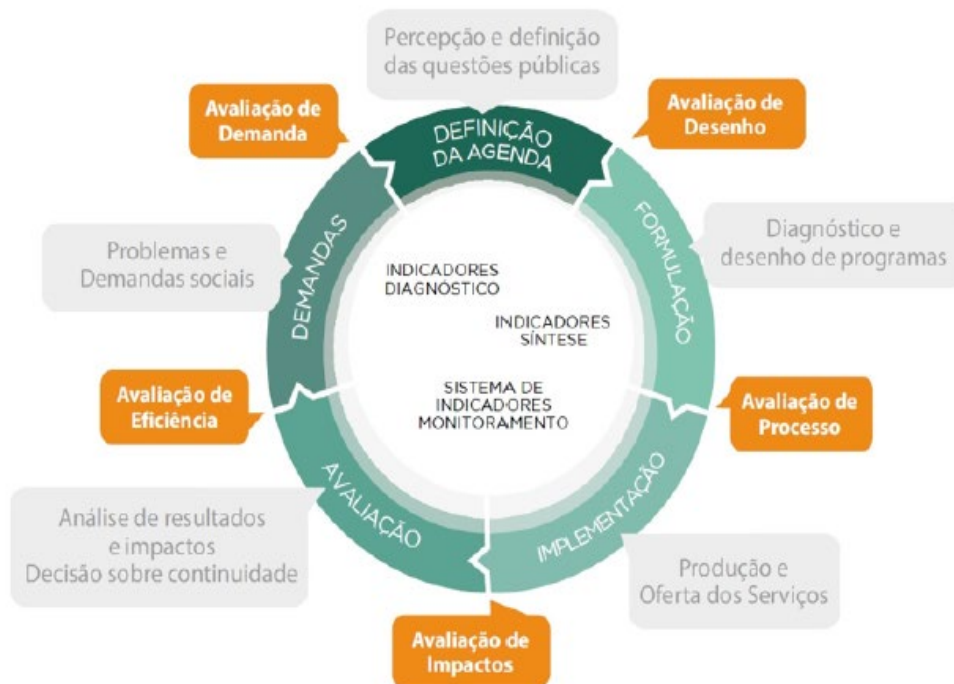 Percepção e definição
das questões públicas
Avaliação de
Demanda
Avaliação de
Desenho
DEFINIÇÃO
DA AGENDA
Problemas e
Demandas sociais
DEMANDAS
FORMULAÇÃO
Diagnóstico e
desenho de programas
INDICADORES
DIAGNÓSTICO
INDICADORES
SÍNTESE
SISTEMA DE
INDICADORES
MONITORAMENTO
Avaliação de
Eficiência
Avaliação de
Processo
AVALIAÇÃO
IMPLEMENTAÇÃO
Análise de resultados
e impactos
Decisão sobre continuidade
Produção e
Oferta dos Serviços
Avaliação de
Impactos